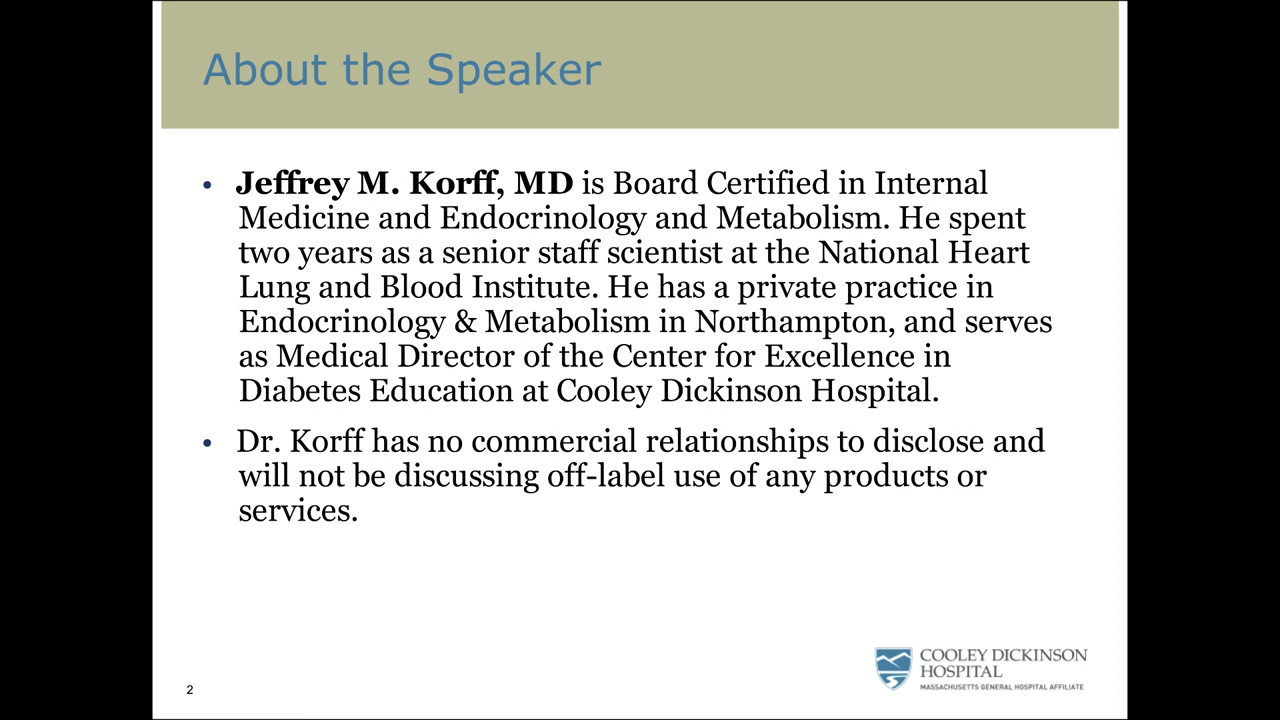 About the Speaker
• Jeffrey M. Korff, MD is Board Certified in Internal
Medicine and Endocrinology and Metabolism. He spent
two years as a senior staff scientist at the National Heart
Lung and Blood Institute. He has a private practice in
Endocrinology & Metabolism in Northampton, and serves
as Medical Director of the Center for Excellence in
Diabetes Education at Cooley Dickinson Hospital.
• Dr. Korff has no commercial relationships to disclose and
will not be discussing off-label use of any products or
services.
COOLEY DICKINSON
HOSPITAL
MASSACHUSETTS GENERAL HOSPITAL AFFILIATE
2